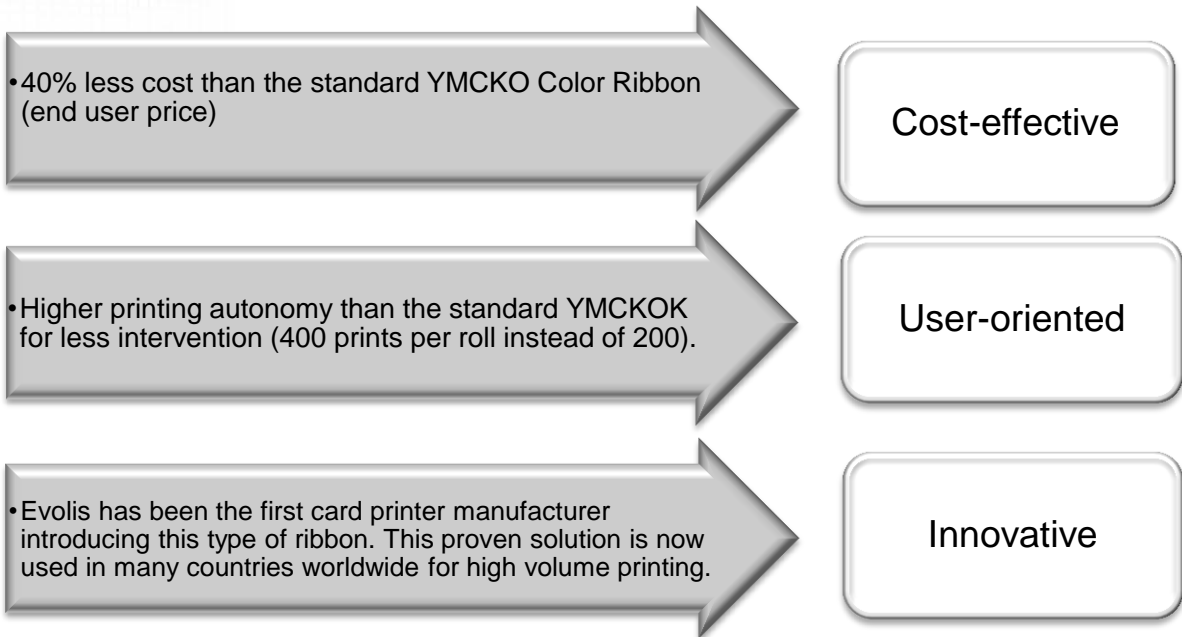 •40% less cost than the standard YMCKO Color Ribbon
(end user price)
Cost-effective
•Higher printing autonomy than the standard YMCKOK
for less intervention (400 prints per roll instead of 200).
User-oriented
•Evolis has been the first card printer manufacturer
introducing this type of ribbon. This proven solution is now
used in many countries worldwide for high volume printing.
Innovative